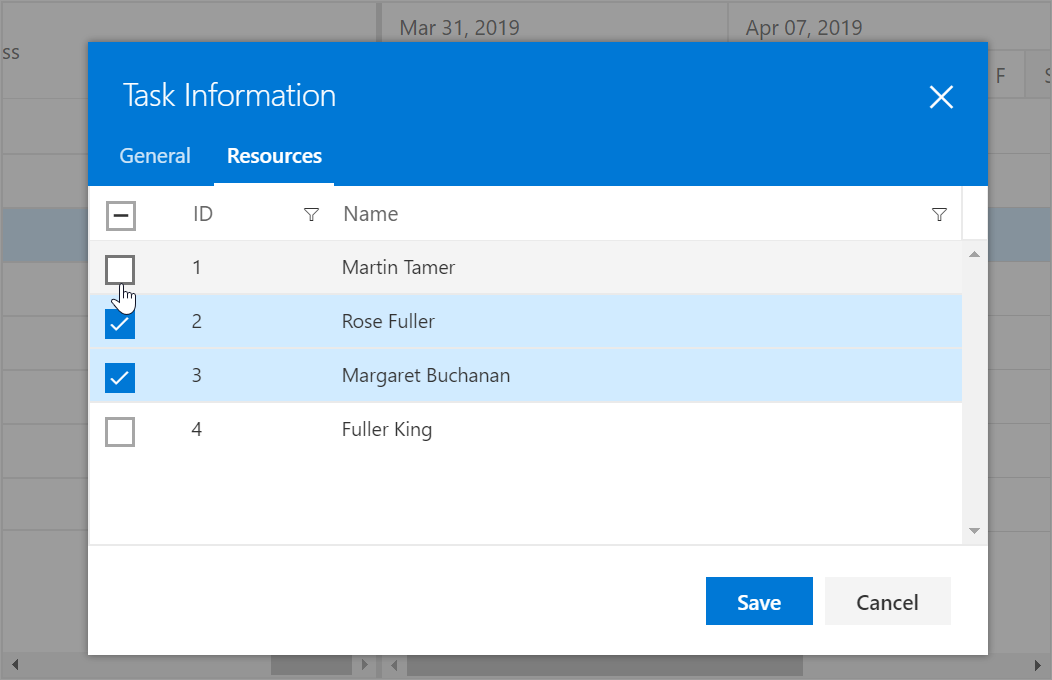 Mar 31, 2019 Apr 07, 2019
ss
F S
Task Information
General Resources
ID Name
1 Martin Tamer
2 Rose Fuller
3 Margaret Buchanan
4 Fuller King
Save Cancel